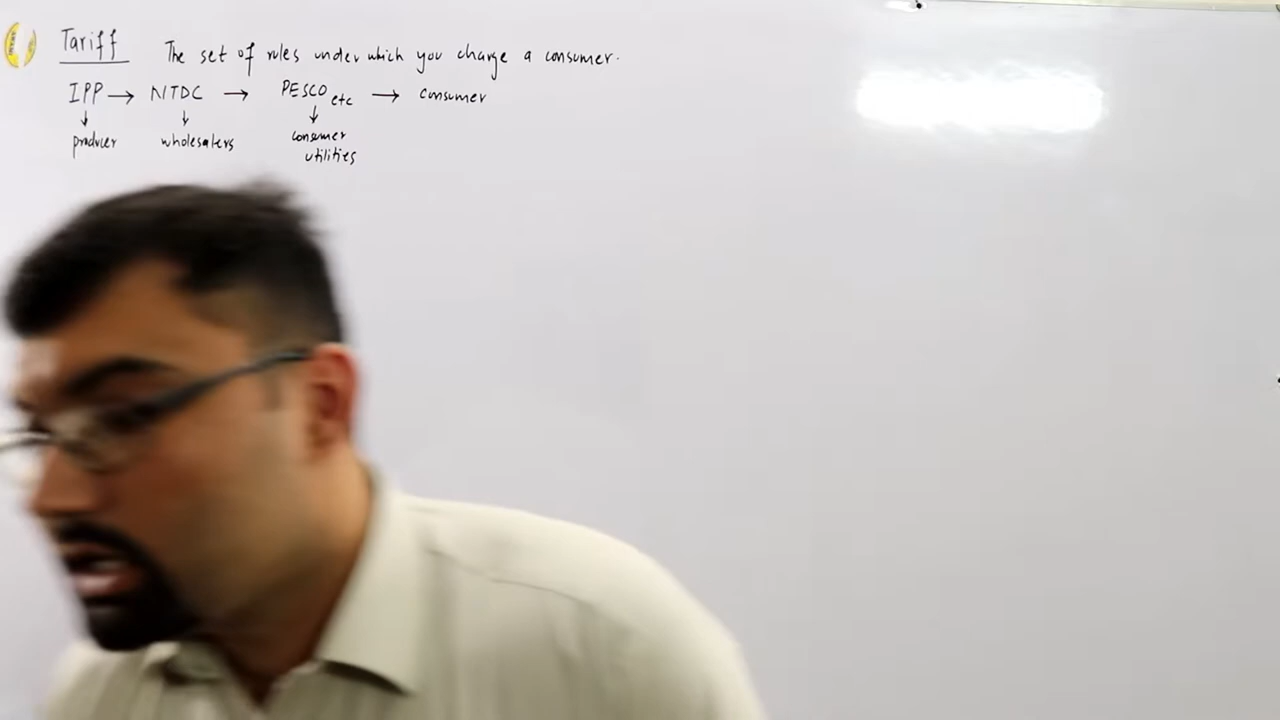 Tariff The set of rules under which you charge a consumer.
IPP → NTDC → PESCO etc → consumer
↓ ↓ ↓
producer wholesalers consumer
utilities